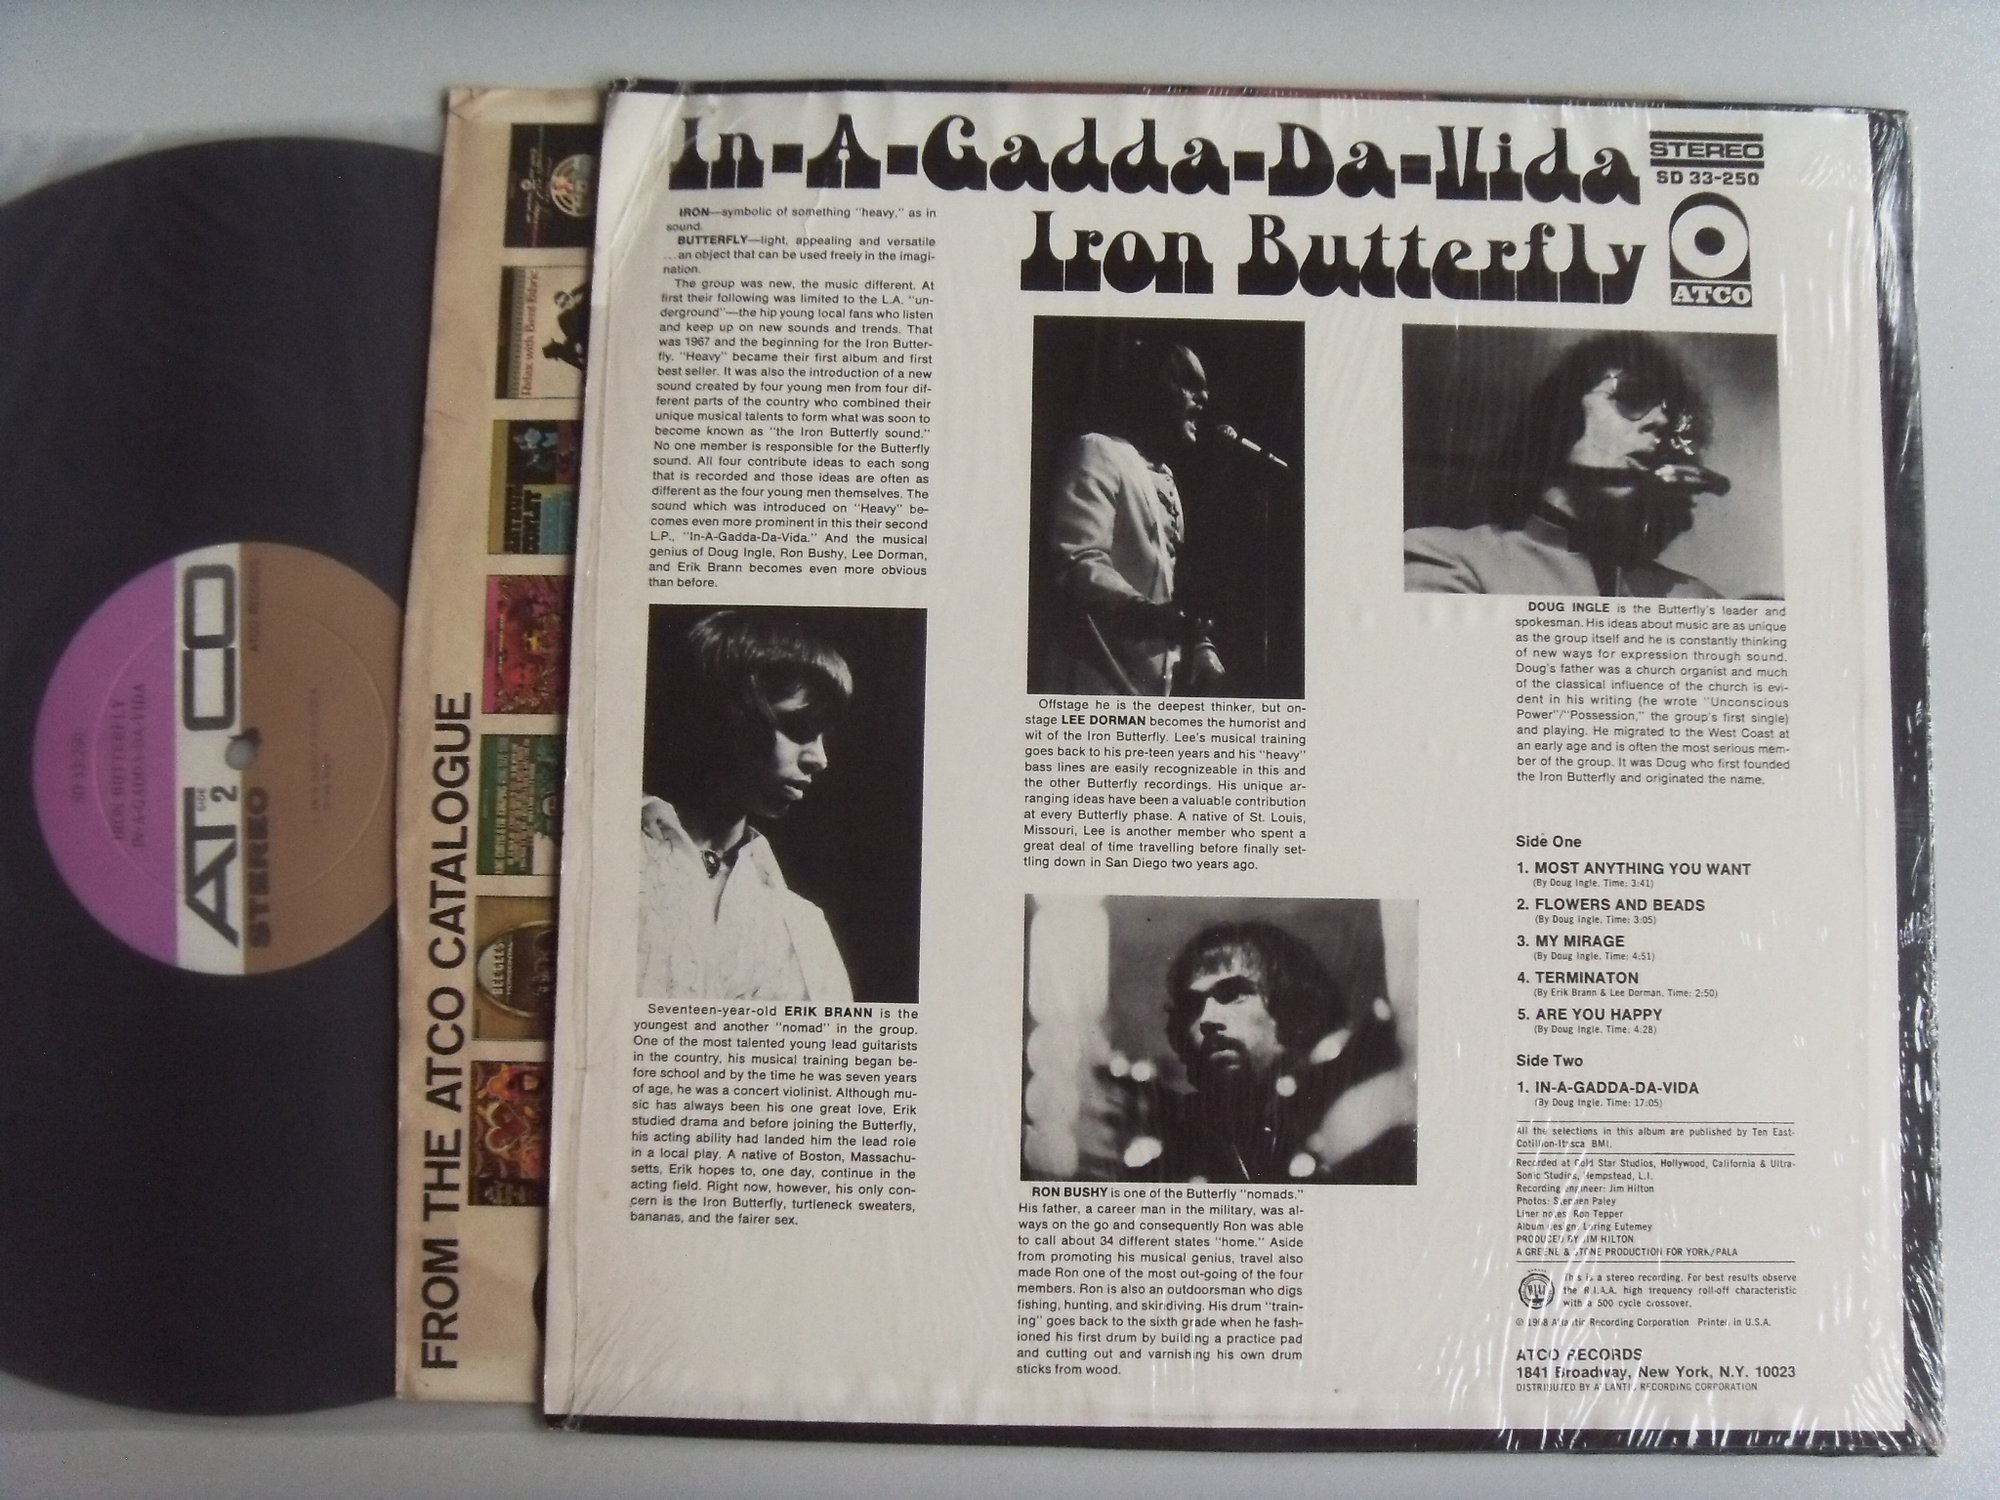 In-A-Gadda-Da-Vida
Iron Butterfly
STEREO
SD 33-250
ATCO
IRON—symbolic of something "heavy," as in
sound.
BUTTERFLY—light, appealing and versatile
...an object that can be used freely in the imagi-
nation.
The group was new, the music different. At
first their following was limited to the L.A. "un-
derground"—the hip young local fans who listen
and keep up on new sounds and trends. That
was 1967 and the beginning for the Iron Butter-
fly. "Heavy" became their first album and first
best seller. It was also the introduction of a new
sound created by four young men from four dif-
ferent parts of the country who combined their
unique musical talents to form what was soon to
become known as "the Iron Butterfly sound."
No one member is responsible for the Butterfly
sound. All four contribute ideas to each song
that is recorded and those ideas are often as
different as the four young men themselves. The
sound which was introduced on "Heavy" be-
comes even more prominent in this their second
L.P., "In-A-Gadda-Da-Vida." And the musical
genius of Doug Ingle, Ron Bushy, Lee Dorman,
and Erik Brann becomes even more obvious
than before.
Seventeen-year-old ERIK BRANN is the
youngest and another "nomad" in the group.
One of the most talented young lead guitarists
in the country, his musical training began be-
fore school and by the time he was seven years
of age, he was a concert violinist. Although mu-
sic has always been his one great love, Erik
studied drama and before joining the Butterfly,
his acting ability had landed him the lead role
in a local play. A native of Boston, Massachu-
setts, Erik hopes to, one day, continue in the
acting field. Right now, however, his only con-
cern is the Iron Butterfly, turtleneck sweaters,
bananas, and the fairer sex.
Offstage he is the deepest thinker, but on-
stage LEE DORMAN becomes the humorist and
wit of the Iron Butterfly. Lee's musical training
goes back to his pre-teen years and his "heavy"
bass lines are easily recognizeable in this and
the other Butterfly recordings. His unique ar-
ranging ideas have been a valuable contribution
at every Butterfly phase. A native of St. Louis,
Missouri, Lee is another member who spent a
great deal of time travelling before finally set-
tling down in San Diego two years ago.
RON BUSHY is one of the Butterfly "nomads."
His father, a career man in the military, was al-
ways on the go and consequently Ron was able
to call about 34 different states "home." Aside
from promoting his musical genius, travel also
made Ron one of the most out-going of the four
members. Ron is also an outdoorsman who digs
fishing, hunting, and skindiving. His drum "train-
ing" goes back to the sixth grade when he fash-
ioned his first drum by building a practice pad
and cutting out and varnishing his own drum
sticks from wood.
DOUG INGLE is the Butterfly's leader and
spokesman. His ideas about music are as unique
as the group itself and he is constantly thinking
of new ways for expression through sound.
Doug's father was a church organist and much
of the classical influence of the church is evi-
dent in his writing (he wrote "Unconscious
Power"/"Possession," the group's first single)
and playing. He migrated to the West Coast at
an early age and is often the most serious mem-
ber of the group. It was Doug who first founded
the Iron Butterfly and originated the name.
Side One
1. MOST ANYTHING YOU WANT
(By Doug Ingle. Time: 3:41)
2. FLOWERS AND BEADS
(By Doug Ingle. Time: 3:05)
3. MY MIRAGE
(By Doug Ingle. Time: 4:51)
4. TERMINATON
(By Erik Brann & Lee Dorman. Time: 2:50)
5. ARE YOU HAPPY
(By Doug Ingle. Time: 4:28)
Side Two
1. IN-A-GADDA-DA-VIDA
(By Doug Ingle. Time: 17:05)
All the selections in this album are published by Ten East-
Cotillion-Itasca BMI.
Recorded at Gold Star Studios, Hollywood, California & Ultra-
Sonic Studios, Hempstead, L.I.
Recording engineer: Jim Hilton
Photos: Stephen Paley
Liner notes: Ron Tepper
Album design: Loring Eutemey
PRODUCED BY JIM HILTON
A GREENE & STONE PRODUCTION FOR YORK/PALA
This is a stereo recording. For best results observe
the R.I.A.A. high frequency roll-off characteristic
with a 500 cycle crossover.
© 1968 Atlantic Recording Corporation Printed in U.S.A.
ATCO RECORDS
1841 Broadway, New York, N.Y. 10023
DISTRIBUTED BY ATLANTIC RECORDING CORPORATION
FROM THE ATCO CATALOGUE
Relax with Bent Fabric
BEE GEES'
ATCO
SIDE
2
STEREO
SD 33-250
IRON BUTTERFLY
IN-A-GADDA-DA-VIDA